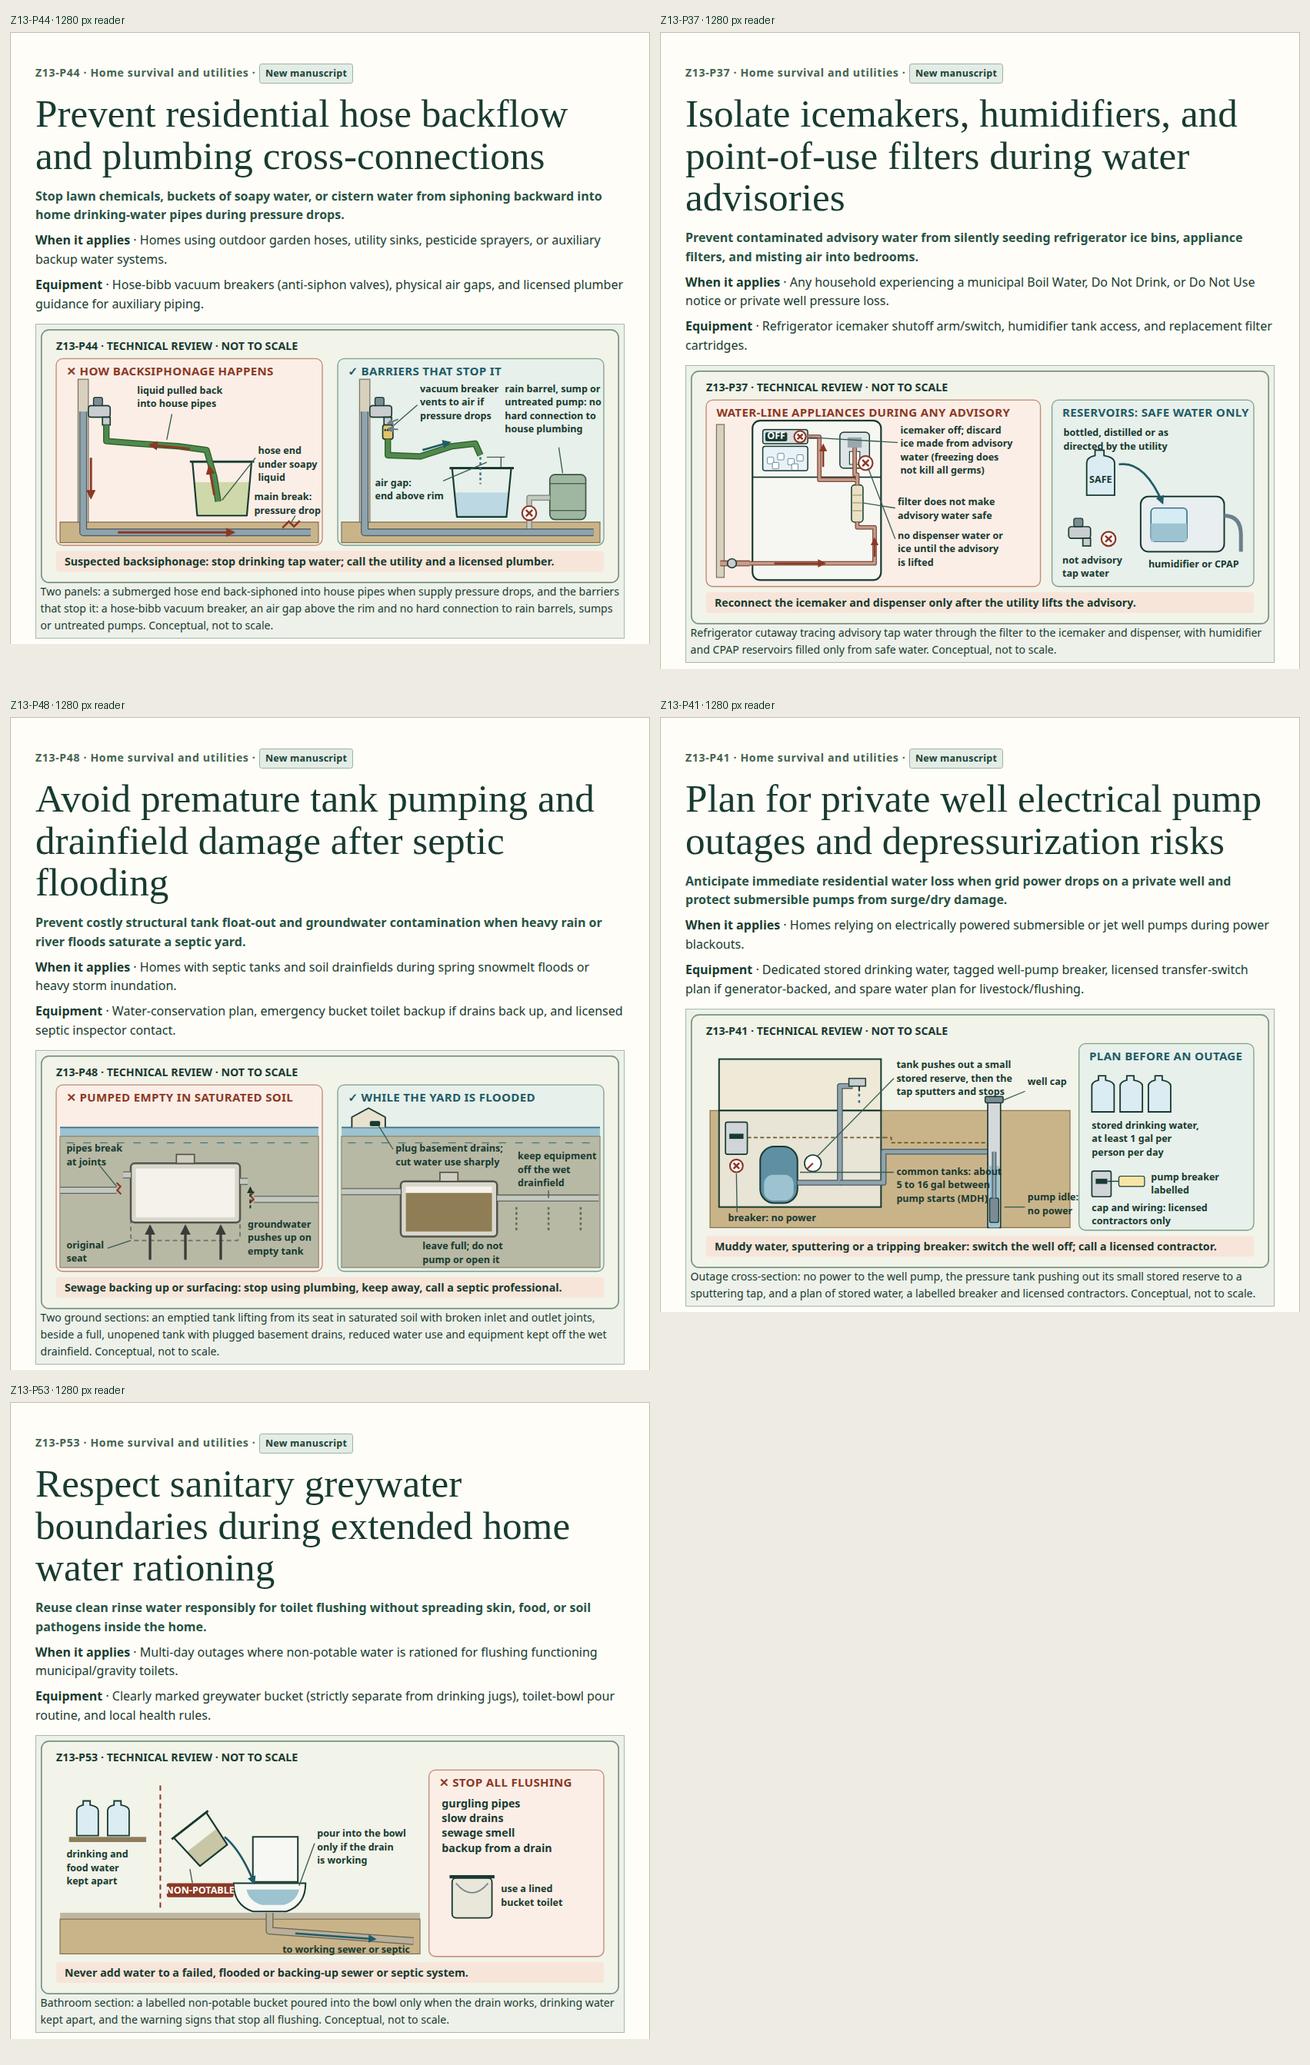 Z13-P44 · 1280 px reader
Z13-P44 · Home survival and utilities · New manuscript
Prevent residential hose backflow
and plumbing cross-connections
Stop lawn chemicals, buckets of soapy water, or cistern water from siphoning backward into
home drinking-water pipes during pressure drops.
When it applies · Homes using outdoor garden hoses, utility sinks, pesticide sprayers, or auxiliary
backup water systems.
Equipment · Hose-bibb vacuum breakers (anti-siphon valves), physical air gaps, and licensed plumber
guidance for auxiliary piping.
Z13-P44 · TECHNICAL REVIEW · NOT TO SCALE
✕ HOW BACKSIPHONAGE HAPPENS
liquid pulled back
into house pipes
hose end
under soapy
liquid
main break:
pressure drop
✓ BARRIERS THAT STOP IT
vacuum breaker
vents to air if
pressure drops
rain barrel, sump or
untreated pump: no
hard connection to
house plumbing
air gap:
end above rim
Suspected backsiphonage: stop drinking tap water; call the utility and a licensed plumber.
Two panels: a submerged hose end back-siphoned into house pipes when supply pressure drops, and the barriers
that stop it: a hose-bibb vacuum breaker, an air gap above the rim and no hard connection to rain barrels, sumps
or untreated pumps. Conceptual, not to scale.
Z13-P37 · 1280 px reader
Z13-P37 · Home survival and utilities · New manuscript
Isolate icemakers, humidifiers, and
point-of-use filters during water
advisories
Prevent contaminated advisory water from silently seeding refrigerator ice bins, appliance
filters, and misting air into bedrooms.
When it applies · Any household experiencing a municipal Boil Water, Do Not Drink, or Do Not Use
notice or private well pressure loss.
Equipment · Refrigerator icemaker shutoff arm/switch, humidifier tank access, and replacement filter
cartridges.
Z13-P37 · TECHNICAL REVIEW · NOT TO SCALE
WATER-LINE APPLIANCES DURING ANY ADVISORY
OFF
icemaker off; discard
ice made from advisory
water (freezing does
not kill all germs)
filter does not make
advisory water safe
no dispenser water or
ice until the advisory
is lifted
RESERVOIRS: SAFE WATER ONLY
bottled, distilled or as
directed by the utility
SAFE
not advisory
tap water
humidifier or CPAP
Reconnect the icemaker and dispenser only after the utility lifts the advisory.
Refrigerator cutaway tracing advisory tap water through the filter to the icemaker and dispenser, with humidifier
and CPAP reservoirs filled only from safe water. Conceptual, not to scale.
Z13-P48 · 1280 px reader
Z13-P48 · Home survival and utilities · New manuscript
Avoid premature tank pumping and
drainfield damage after septic
flooding
Prevent costly structural tank float-out and groundwater contamination when heavy rain or
river floods saturate a septic yard.
When it applies · Homes with septic tanks and soil drainfields during spring snowmelt floods or
heavy storm inundation.
Equipment · Water-conservation plan, emergency bucket toilet backup if drains back up, and licensed
septic inspector contact.
Z13-P48 · TECHNICAL REVIEW · NOT TO SCALE
✕ PUMPED EMPTY IN SATURATED SOIL
pipes break
at joints
original
seat
groundwater
pushes up on
empty tank
✓ WHILE THE YARD IS FLOODED
plug basement drains;
cut water use sharply
keep equipment
off the wet
drainfield
leave full; do not
pump or open it
Sewage backing up or surfacing: stop using plumbing, keep away, call a septic professional.
Two ground sections: an emptied tank lifting from its seat in saturated soil with broken inlet and outlet joints,
beside a full, unopened tank with plugged basement drains, reduced water use and equipment kept off the wet
drainfield. Conceptual, not to scale.
Z13-P41 · 1280 px reader
Z13-P41 · Home survival and utilities · New manuscript
Plan for private well electrical pump
outages and depressurization risks
Anticipate immediate residential water loss when grid power drops on a private well and
protect submersible pumps from surge/dry damage.
When it applies · Homes relying on electrically powered submersible or jet well pumps during power
blackouts.
Equipment · Dedicated stored drinking water, tagged well-pump breaker, licensed transfer-switch
plan if generator-backed, and spare water plan for livestock/flushing.
Z13-P41 · TECHNICAL REVIEW · NOT TO SCALE
tank pushes out a small
stored reserve, then the
tap sputters and stops
well cap
common tanks: about
5 to 16 gal between
pump starts (MDH)
pump idle:
no power
breaker: no power
PLAN BEFORE AN OUTAGE
stored drinking water,
at least 1 gal per
person per day
pump breaker
labelled
cap and wiring: licensed
contractors only
Muddy water, sputtering or a tripping breaker: switch the well off; call a licensed contractor.
Outage cross-section: no power to the well pump, the pressure tank pushing out its small stored reserve to a
sputtering tap, and a plan of stored water, a labelled breaker and licensed contractors. Conceptual, not to scale.
Z13-P53 · 1280 px reader
Z13-P53 · Home survival and utilities · New manuscript
Respect sanitary greywater
boundaries during extended home
water rationing
Reuse clean rinse water responsibly for toilet flushing without spreading skin, food, or soil
pathogens inside the home.
When it applies · Multi-day outages where non-potable water is rationed for flushing functioning
municipal/gravity toilets.
Equipment · Clearly marked greywater bucket (strictly separate from drinking jugs), toilet-bowl pour
routine, and local health rules.
Z13-P53 · TECHNICAL REVIEW · NOT TO SCALE
drinking and
food water
kept apart
NON-POTABLE
pour into the bowl
only if the drain
is working
to working sewer or septic
✕ STOP ALL FLUSHING
gurgling pipes
slow drains
sewage smell
backup from a drain
use a lined
bucket toilet
Never add water to a failed, flooded or backing-up sewer or septic system.
Bathroom section: a labelled non-potable bucket poured into the bowl only when the drain works, drinking water
kept apart, and the warning signs that stop all flushing. Conceptual, not to scale.